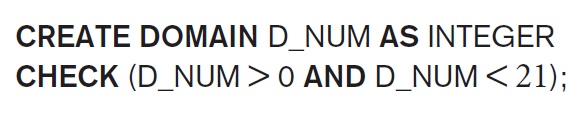 CREATE DOMAIN D_NUM AS INTEGER
CHECK (D_NUM > 0 AND D_NUM < 21);